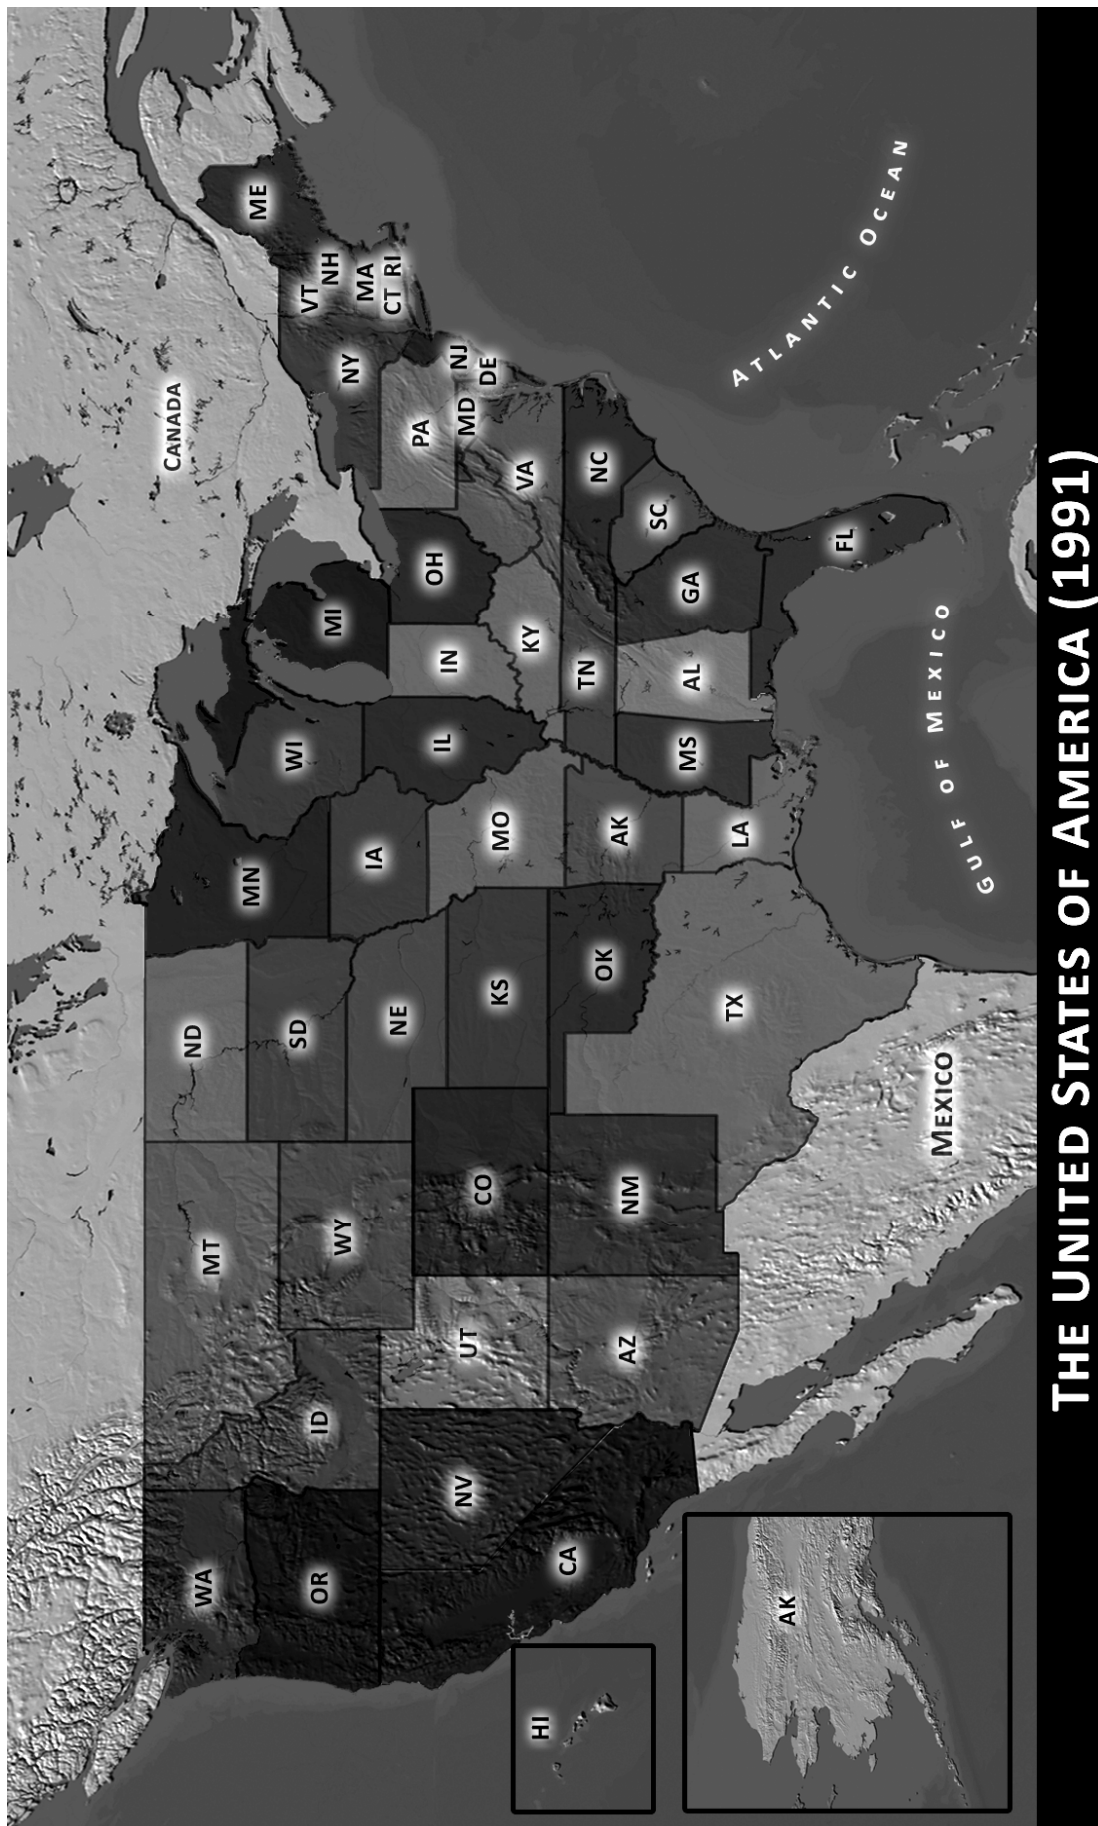 CANADA
WA
MT
ND
MN
ME
OR
ID
WY
SD
WI
MI
VT
NH
NY
MA
CT
RI
NV
UT
CO
NE
IA
IL
IN
OH
PA
NJ
MD
DE
CA
AZ
NM
KS
MO
KY
VA
OK
AK
TN
NC
SC
TX
LA
MS
AL
GA
FL
HI
AK
MEXICO
GULF OF MEXICO
ATLANTIC OCEAN
THE UNITED STATES OF AMERICA (1991)